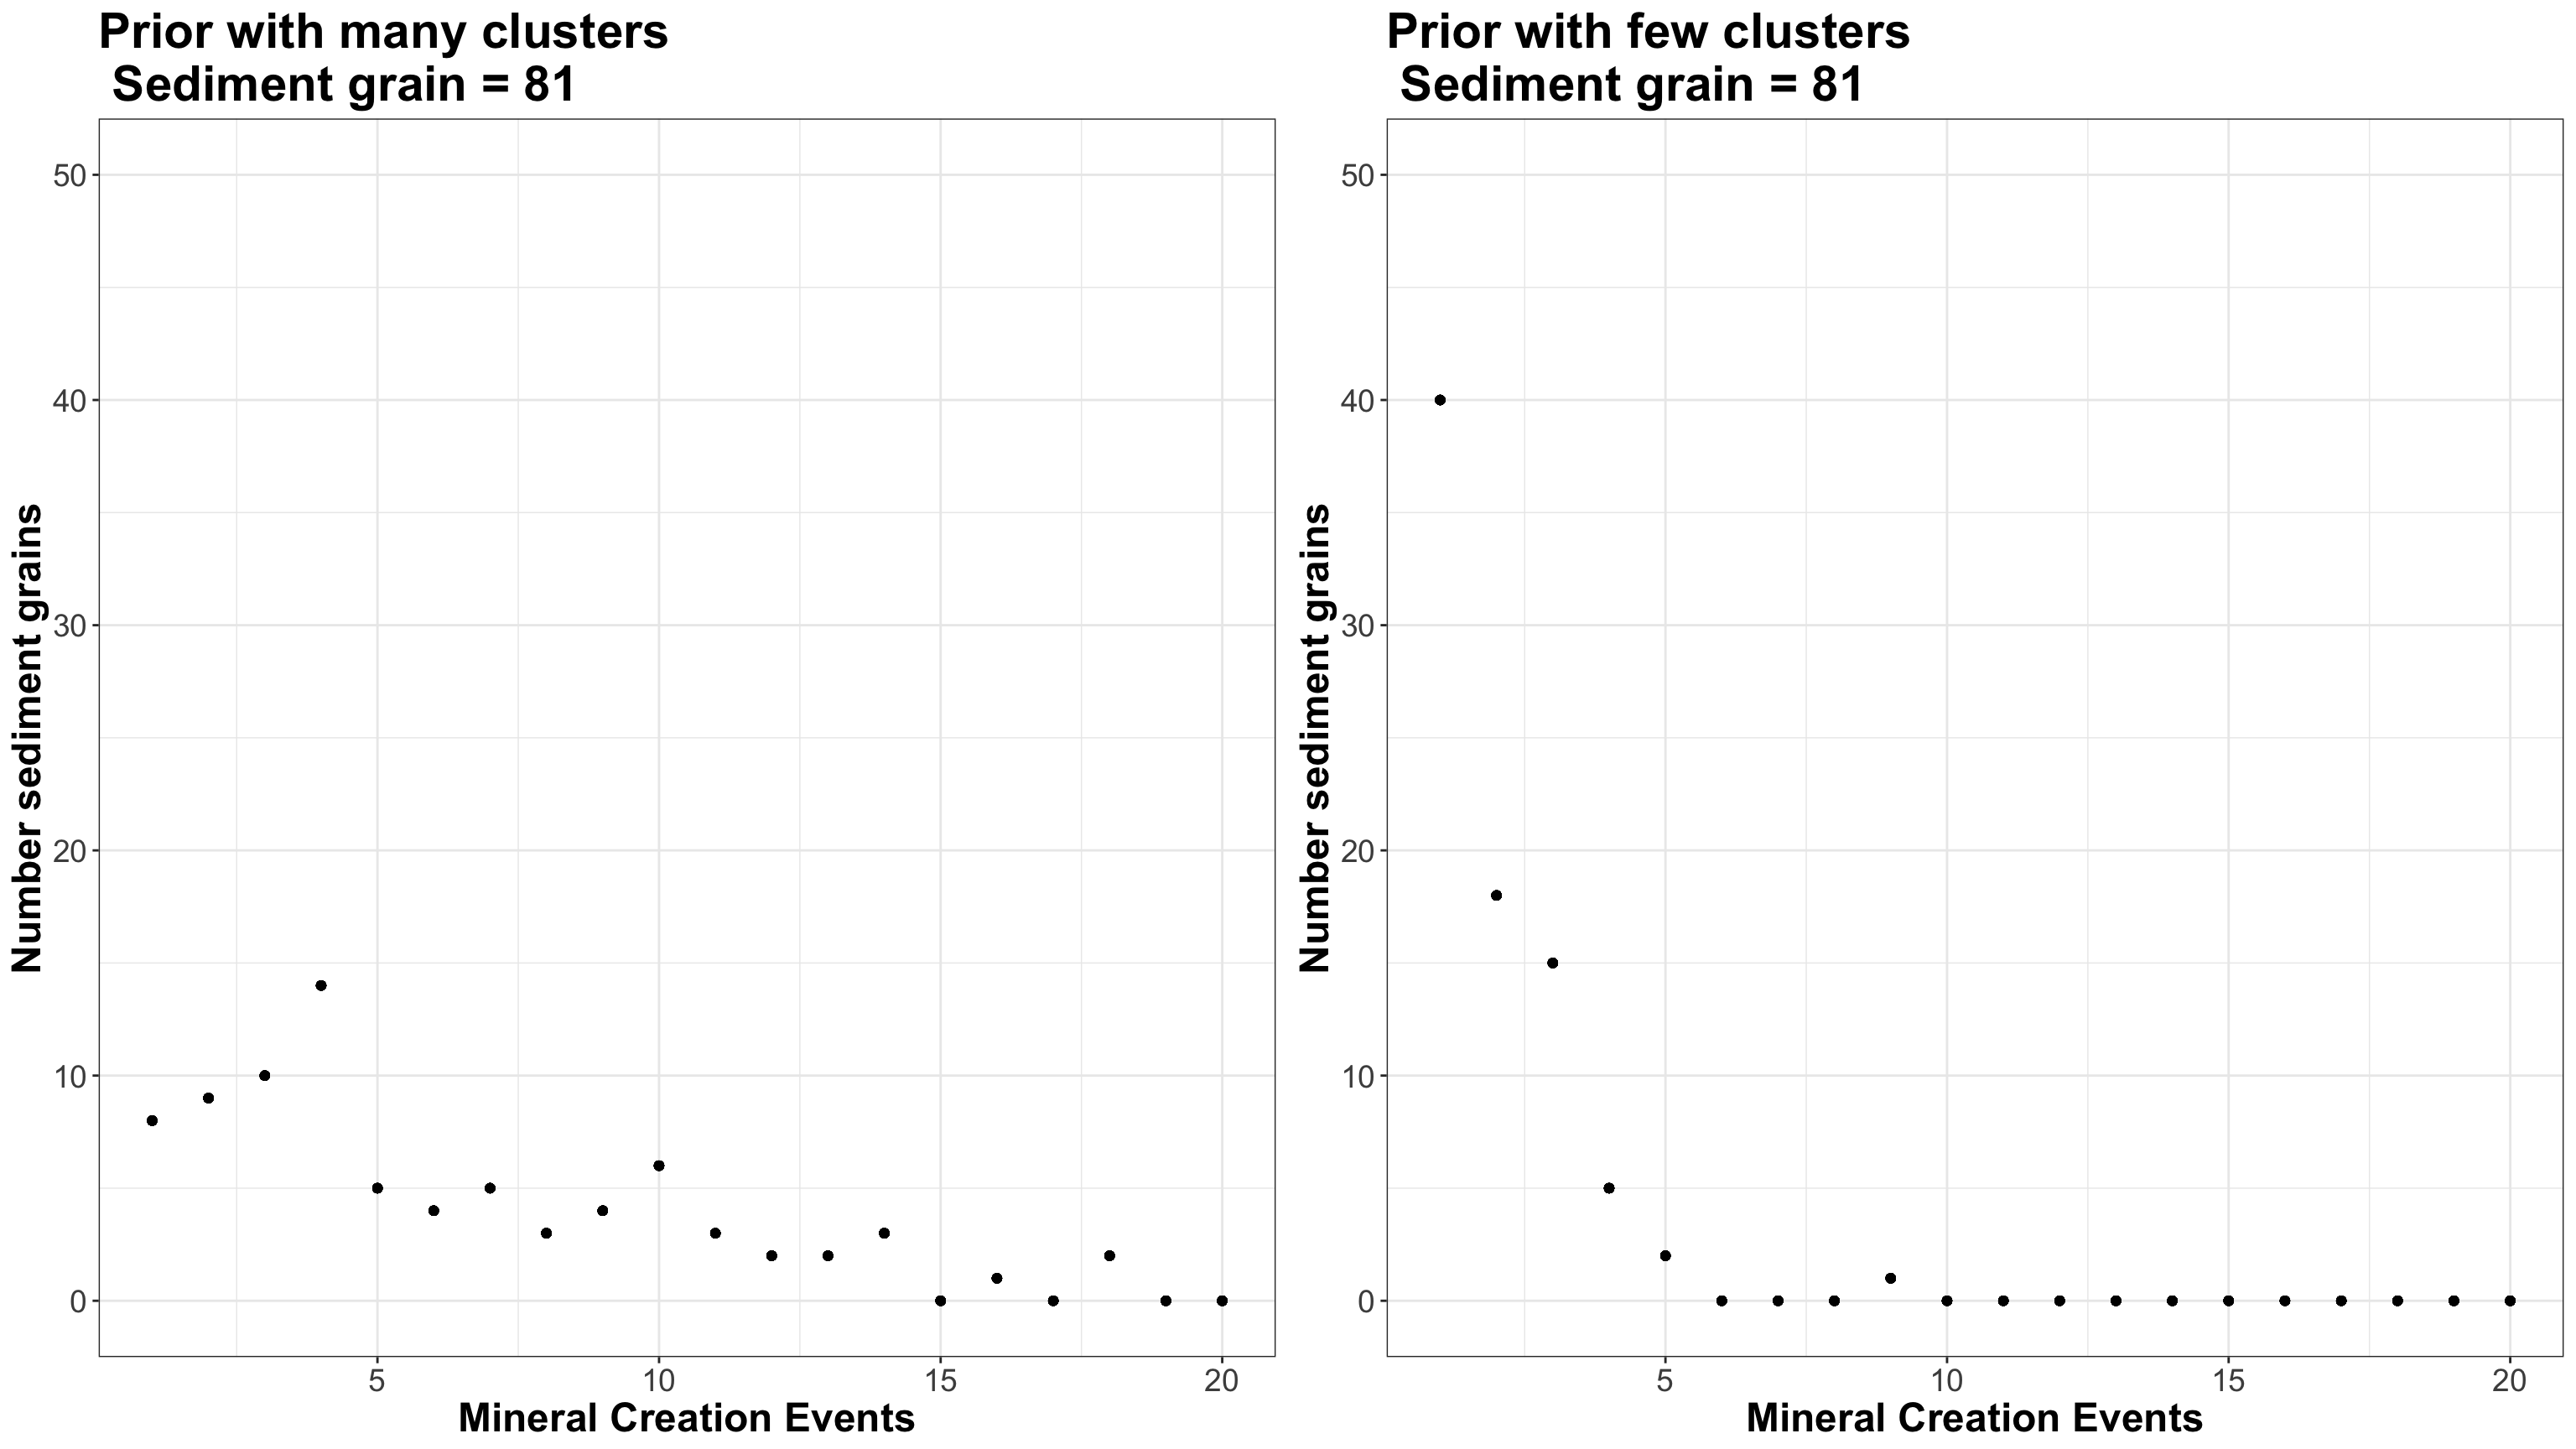 Prior with many clusters
Sediment grain = 81
50
40
30
20
10
0
Number sediment grains
5
10
15
20
Mineral Creation Events
Prior with few clusters
Sediment grain = 81
50
40
30
20
10
0
Number sediment grains
5
10
15
20
Mineral Creation Events